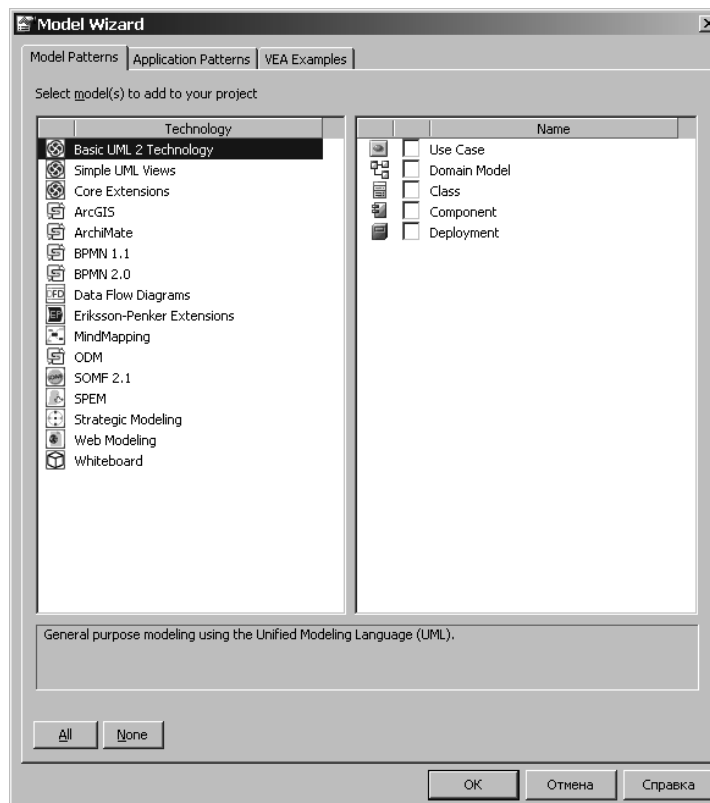 Model Wizard
Model Patterns Application Patterns VEA Examples
Select model(s) to add to your project
Technology
Basic UML 2 Technology
Simple UML Views
Core Extensions
ArcGIS
ArchiMate
BPMN 1.1
BPMN 2.0
Data Flow Diagrams
Eriksson-Penker Extensions
MindMapping
ODM
SOMF 2.1
SPEM
Strategic Modeling
Web Modeling
Whiteboard
Name
Use Case
Domain Model
Class
Component
Deployment
General purpose modeling using the Unified Modeling Language (UML).
All None
OK Отмена Справка